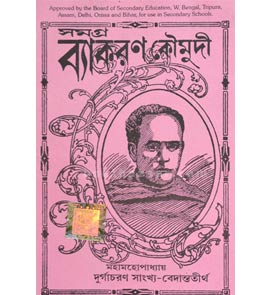 Approved by the Board of Secondary Education, W. Bengal, Tripura,
Assam, Delhi, Orissa and Bihar, for use in Secondary Schools.
সমগ্র
ব্যাকরণ কৌমুদী
মহামহোপাধ্যায়
দুর্গাচরণ সাংখ্য-বেদান্ততীর্থ